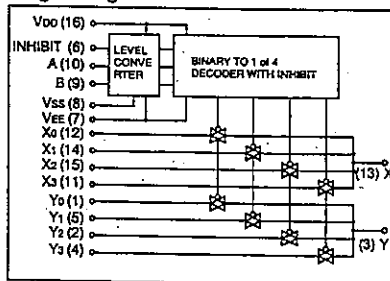 VDD (16)
INHIBIT (6)
A (10)
B (9)
VSS (8)
VEE (7)
X0 (12)
X1 (14)
X2 (15)
X3 (11)
Y0 (1)
Y1 (5)
Y2 (2)
Y3 (4)
LEVEL
CONVE
RTER
BINARY TO 1 of 4
DECODER WITH INHIBIT
(13) X
(3) Y